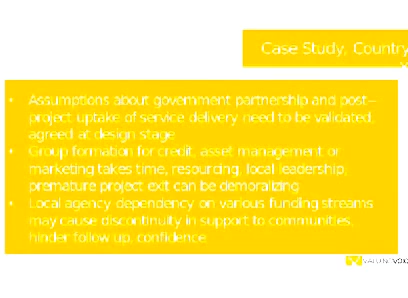 Case Study, Country
• Assumptions about government partnership and post–
project uptake of service delivery need to be validated,
agreed at design stage
• Group formation for credit, asset management or
marketing takes time, resourcing, local leadership;
premature project exit can be demoralizing
• Local agency dependency on various funding streams
may cause discontinuity in support to communities,
hinder follow up, confidence.